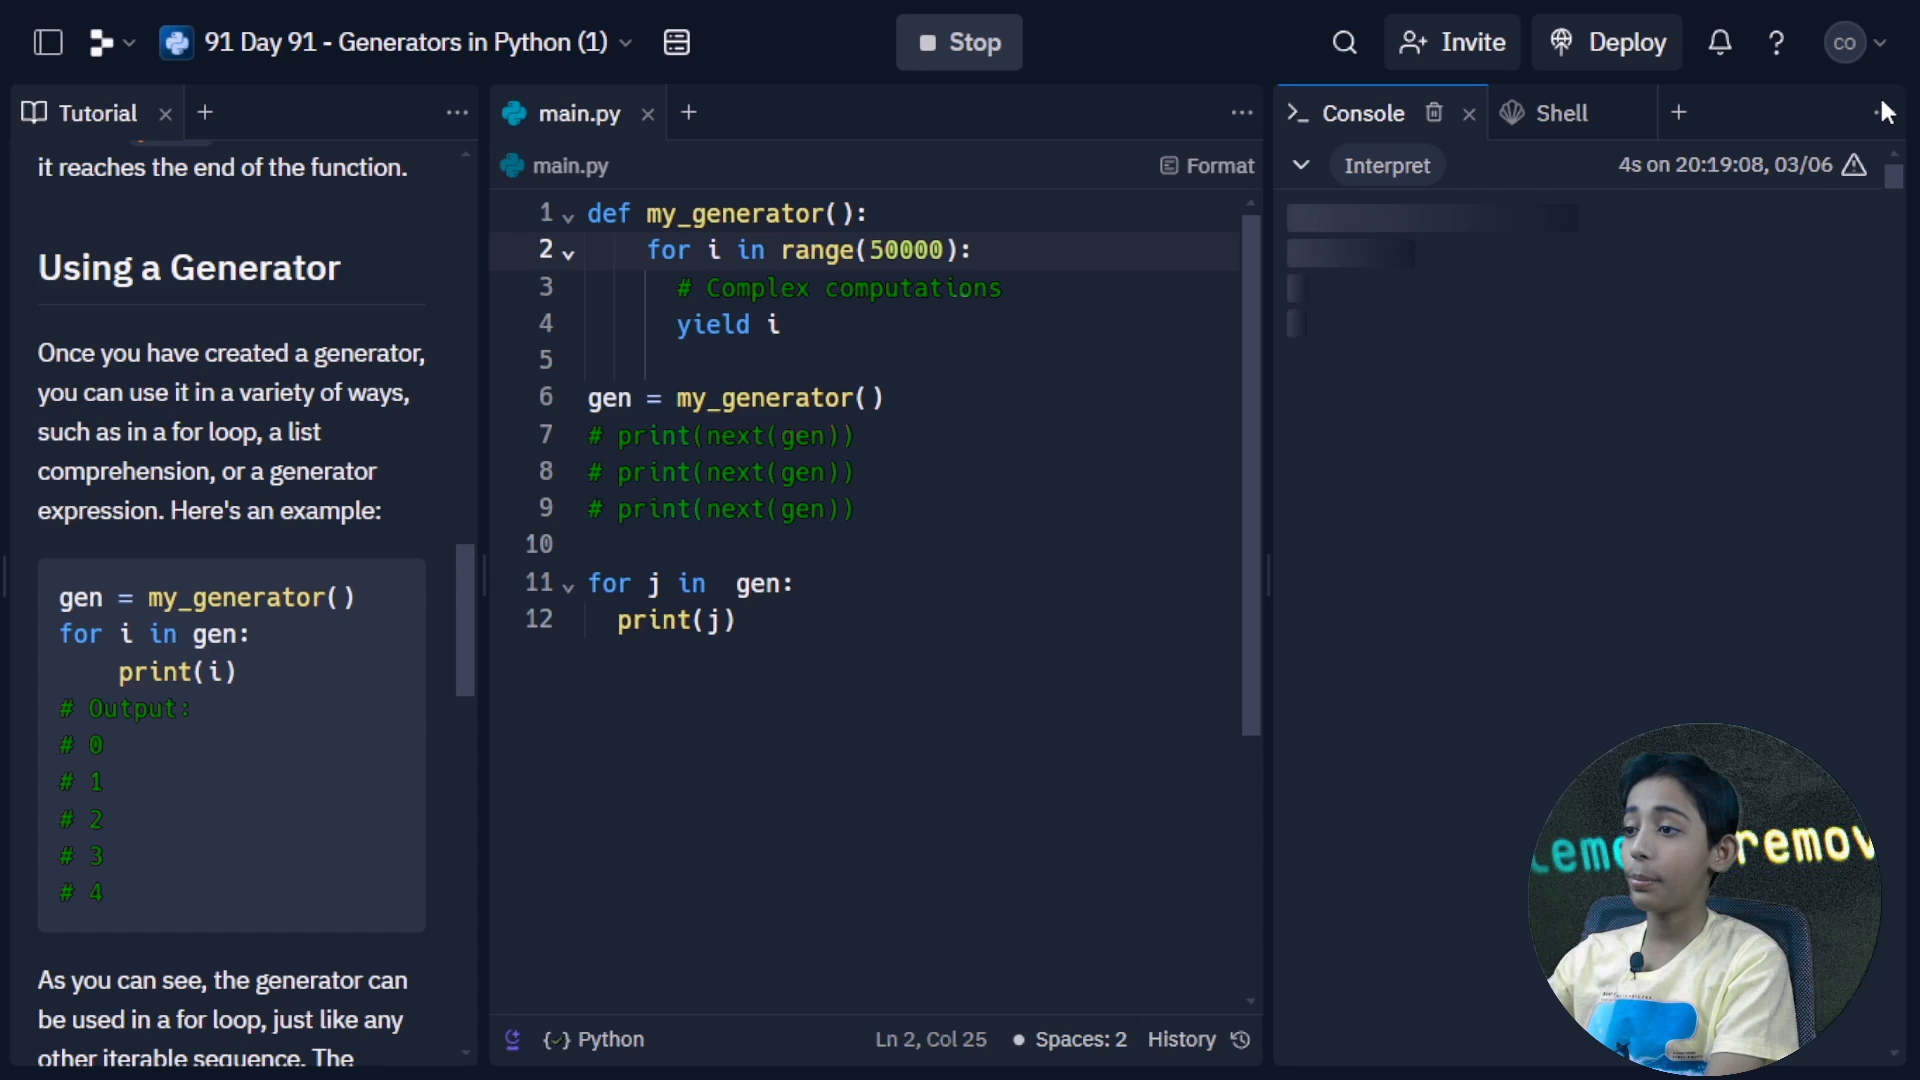 91 Day 91 - Generators in Python (1)
Stop
Invite
Deploy
CO
Tutorial
it reaches the end of the function.
Using a Generator
Once you have created a generator,
you can use it in a variety of ways,
such as in a for loop, a list
comprehension, or a generator
expression. Here's an example:
gen = my_generator()
for i in gen:
    print(i)
# Output:
# 0
# 1
# 2
# 3
# 4
As you can see, the generator can
be used in a for loop, just like any
other iterable sequence. The
main.py
main.py
Format
1 def my_generator():
2     for i in range(50000):
3       # Complex computations
4       yield i
5
6 gen = my_generator()
7 # print(next(gen))
8 # print(next(gen))
9 # print(next(gen))
10
11 for j in  gen:
12   print(j)
Python
Ln 2, Col 25
Spaces: 2
History
Console
Shell
Interpret
4s on 20:19:08, 03/06
remov